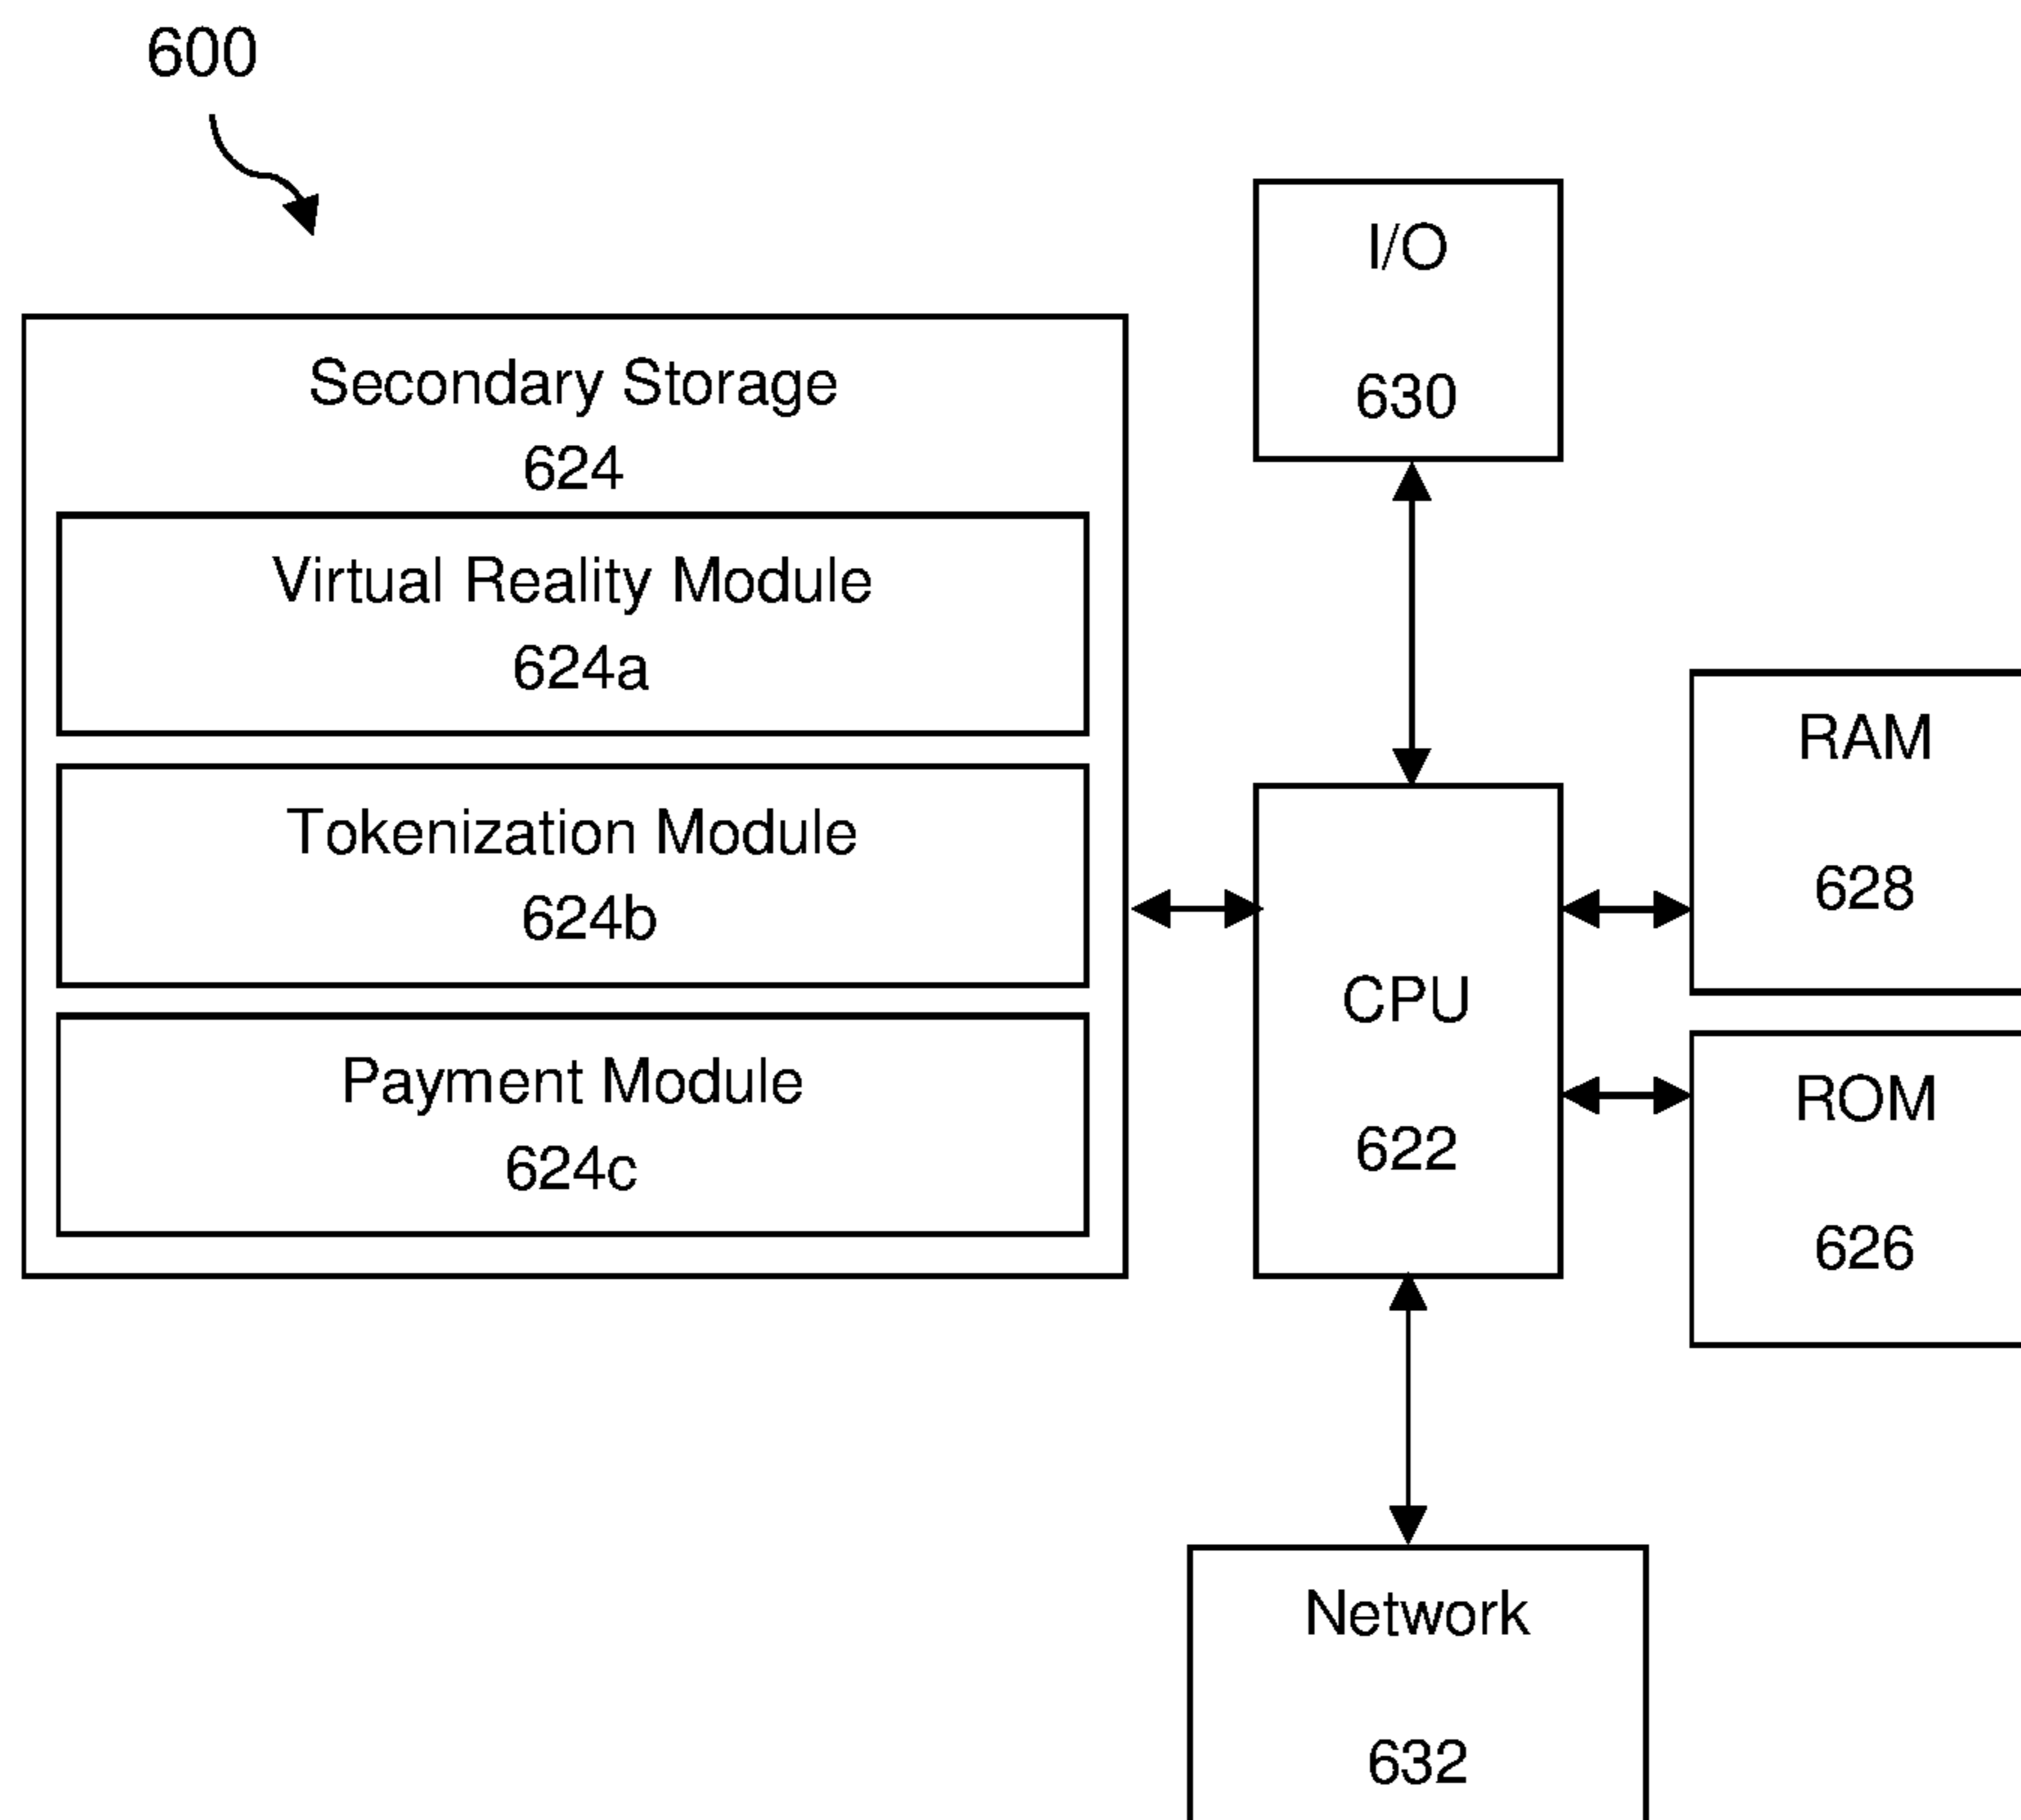 600
I/O
630
Secondary Storage
624
Virtual Reality Module
624a
Tokenization Module
624b
Payment Module
624c
CPU
622
RAM
628
ROM
626
Network
632